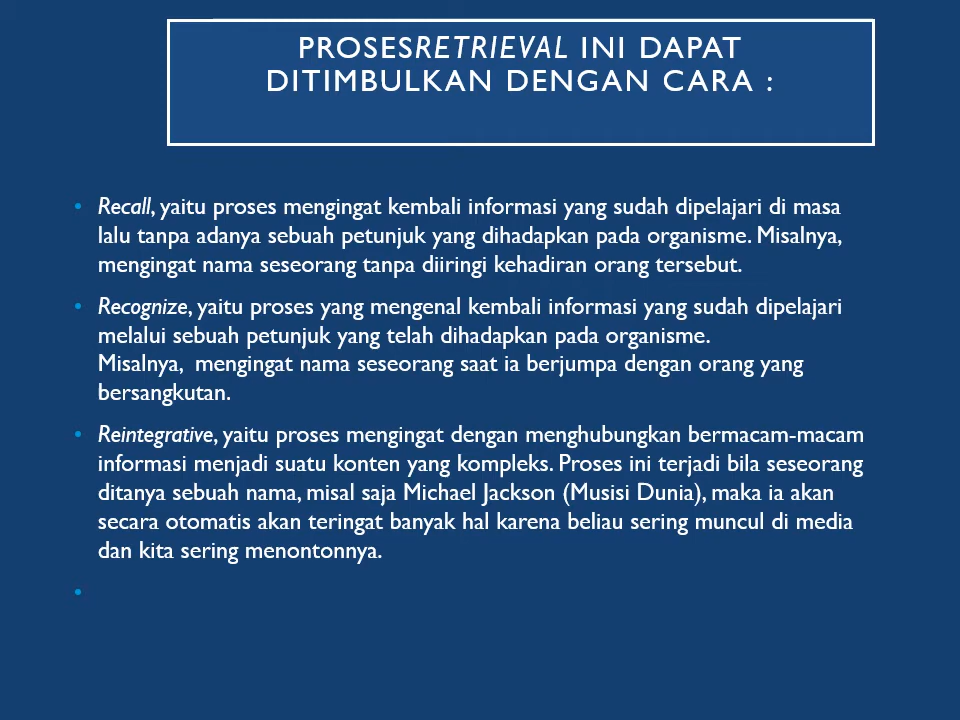 PROSESRETRIEVAL INI DAPAT
DITIMBULKAN DENGAN CARA :
• Recall, yaitu proses mengingat kembali informasi yang sudah dipelajari di masa
lalu tanpa adanya sebuah petunjuk yang dihadapkan pada organisme. Misalnya,
mengingat nama seseorang tanpa diiringi kehadiran orang tersebut.
• Recognize, yaitu proses yang mengenal kembali informasi yang sudah dipelajari
melalui sebuah petunjuk yang telah dihadapkan pada organisme.
Misalnya, mengingat nama seseorang saat ia berjumpa dengan orang yang
bersangkutan.
• Reintegrative, yaitu proses mengingat dengan menghubungkan bermacam-macam
informasi menjadi suatu konten yang kompleks. Proses ini terjadi bila seseorang
ditanya sebuah nama, misal saja Michael Jackson (Musisi Dunia), maka ia akan
secara otomatis akan teringat banyak hal karena beliau sering muncul di media
dan kita sering menontonnya.
•